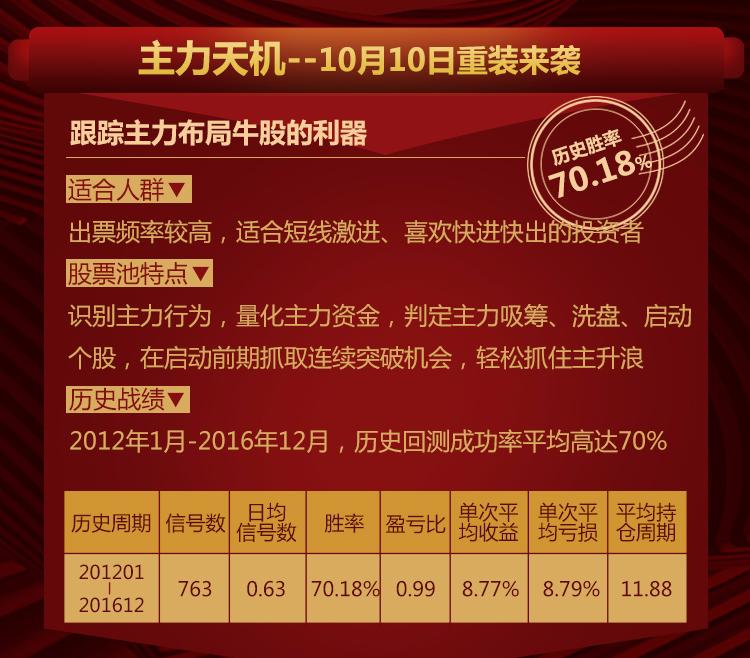 主力天机--10月10日重装来袭
跟踪主力布局牛股的利器
历史胜率
70.18%
适合人群▼
出票频率较高，适合短线激进、喜欢快进快出的投资者
股票池特点▼
识别主力行为，量化主力资金，判定主力吸筹、洗盘、启动
个股，在启动前期抓取连续突破机会，轻松抓住主升浪
历史战绩▼
2012年1月-2016年12月，历史回测成功率平均高达70%
历史周期 信号数 日均信号数 胜率 盈亏比 单次平均收益 单次平均亏损 平均持仓周期
201201|201612 763 0.63 70.18% 0.99 8.77% 8.79% 11.88